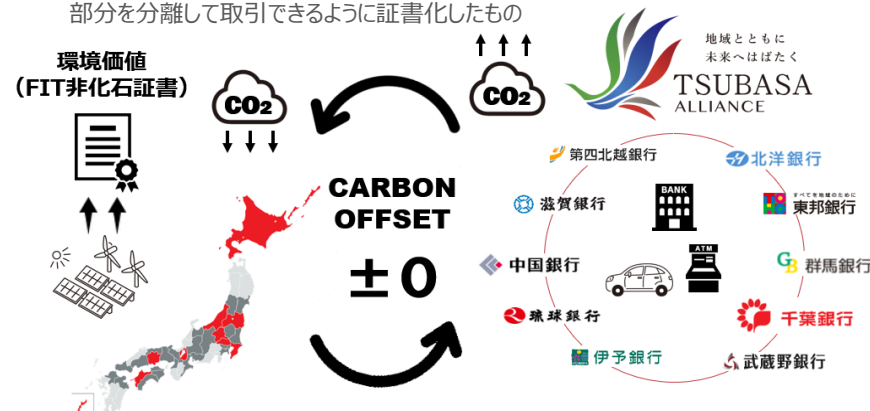 部分を分離して取引できるように証書化したもの
環境価値
（FIT非化石証書）
CO2
CO2
地域とともに
未来へはばたく
TSUBASA
ALLIANCE
CARBON
OFFSET
±0
第四北越銀行
北洋銀行
BANK
滋賀銀行
すべてを地域のために
東邦銀行
ATM
中国銀行
GB
群馬銀行
琉球銀行
千葉銀行
伊予銀行
武蔵野銀行